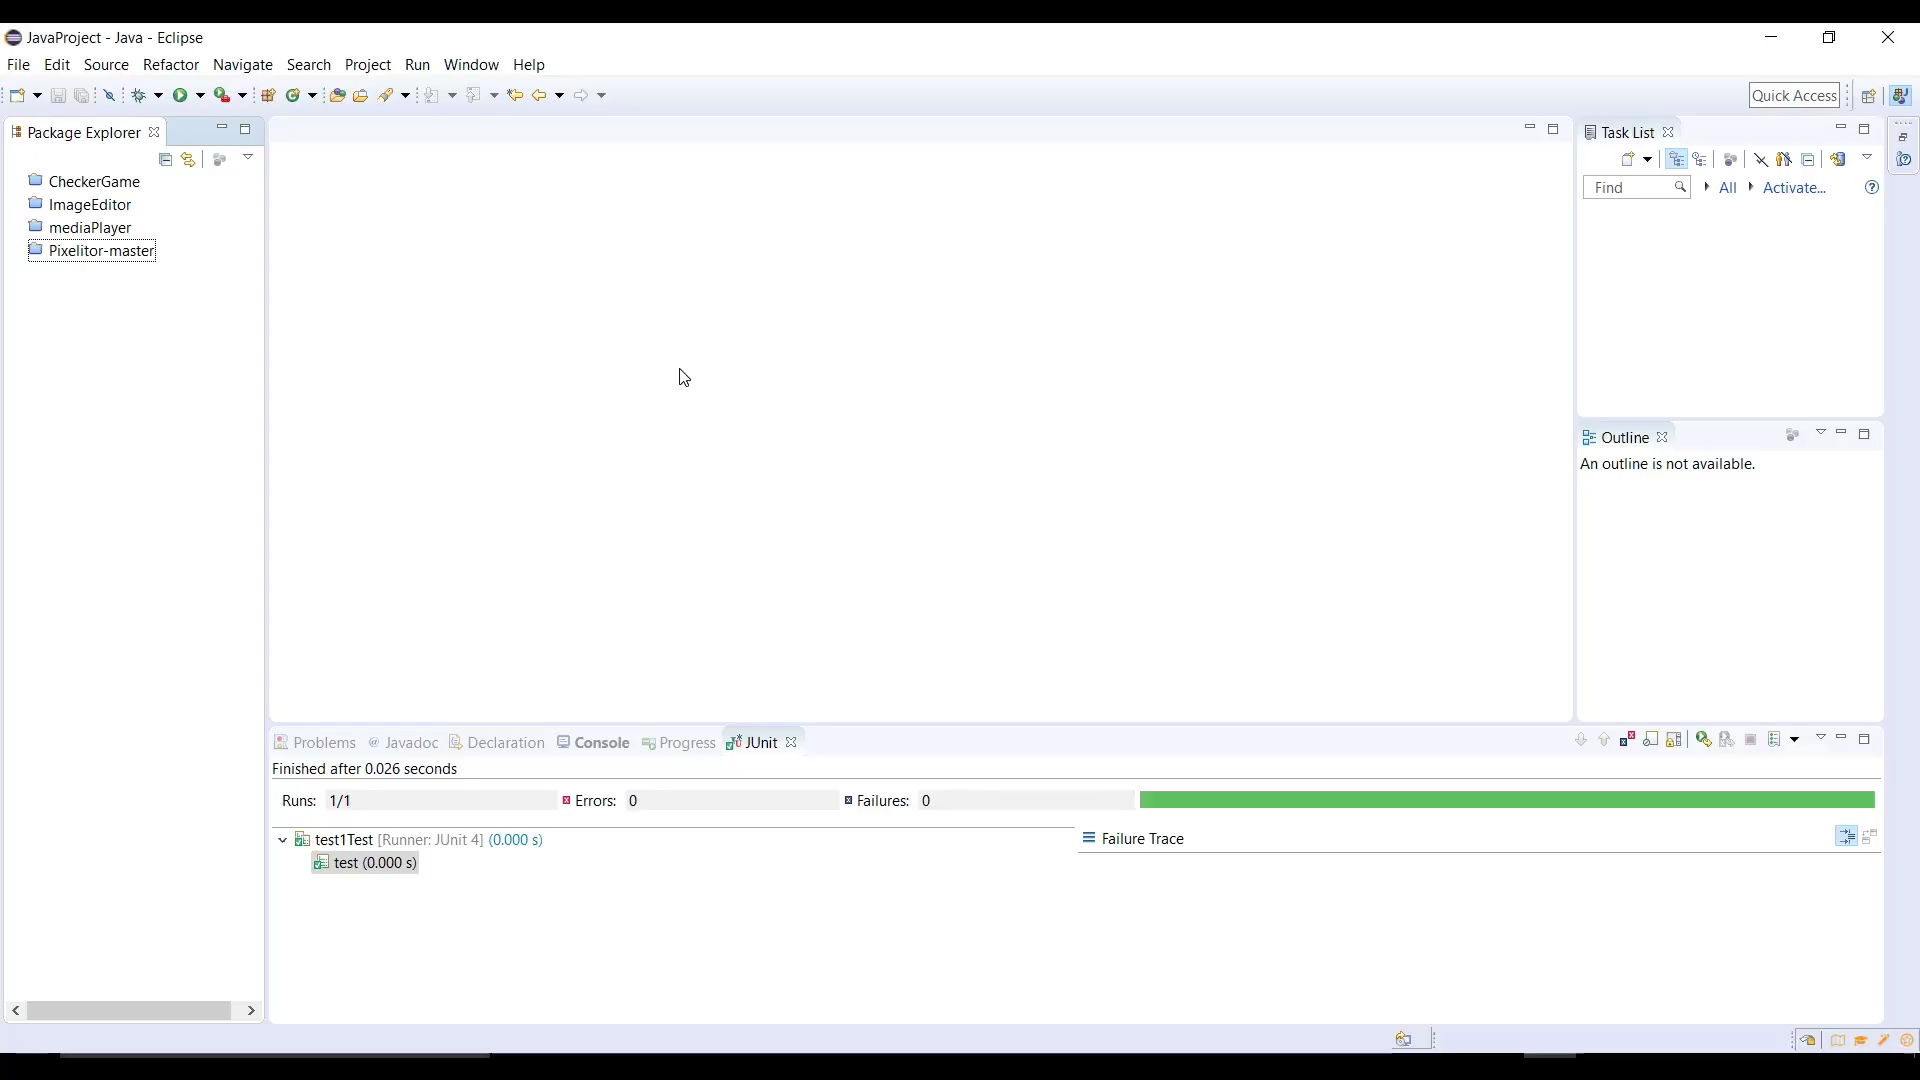 JavaProject - Java - Eclipse
File Edit Source Refactor Navigate Search Project Run Window Help
Quick Access
Package Explorer
CheckerGame
ImageEditor
mediaPlayer
Pixelitor-master
Task List
Find All Activate...
Outline
An outline is not available.
Problems @ Javadoc Declaration Console Progress JUnit
Finished after 0.026 seconds
Runs: 1/1 Errors: 0 Failures: 0
test1Test [Runner: JUnit 4] (0.000 s)
test (0.000 s)
Failure Trace